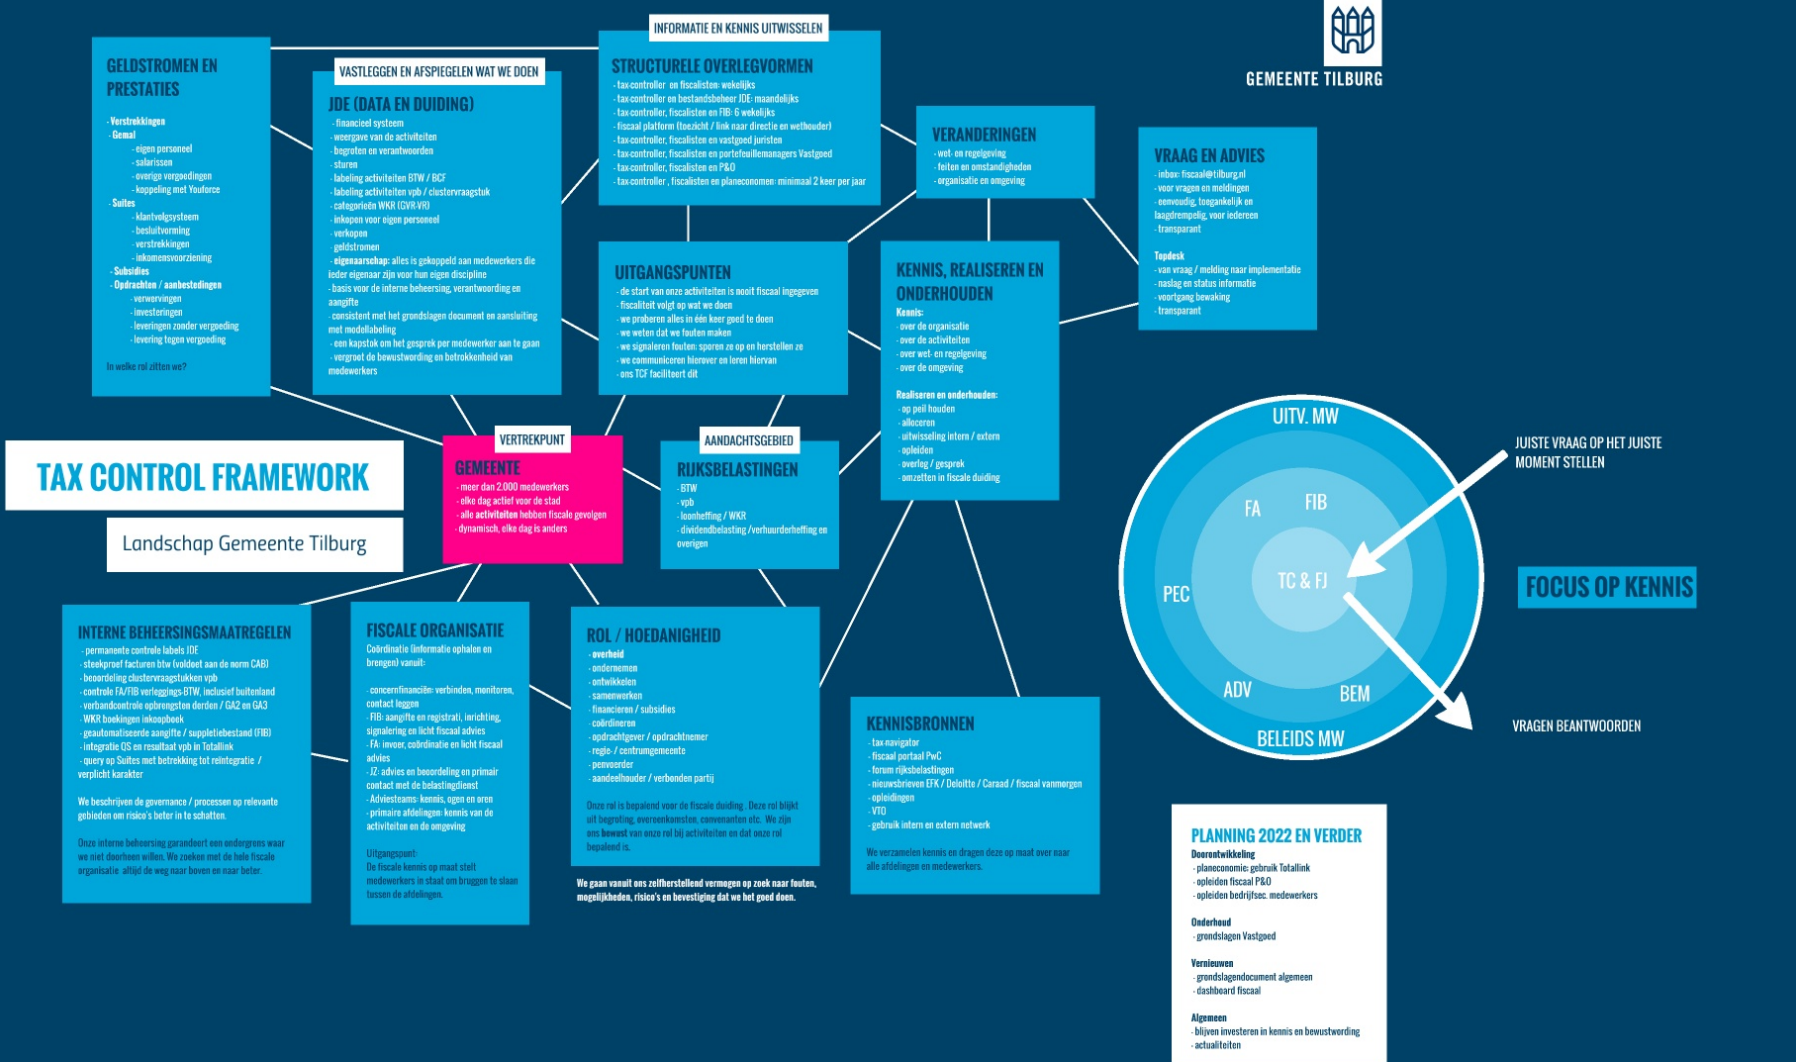 INFORMATIE EN KENNIS UITWISSELEN
GEMEENTE TILBURG
GELDSTROMEN EN
PRESTATIES
- Verstrekkingen
- Gemal
- eigen personeel
- salarissen
- overige vergoedingen
- koppeling met Youforce
- Suites
- klantvolgsysteem
- besluitvorming
- verstrekkingen
- inkomensvoorziening
- Subsidies
- Opdrachten / aanbestedingen
- verwervingen
- investeringen
- leveringen zonder vergoeding
- levering tegen vergoeding
In welke rol zitten we?
VASTLEGGEN EN AFSPIEGELEN WAT WE DOEN
JDE (DATA EN DUIDING)
- financieel systeem
- weergave van de activiteiten
- begroten en verantwoorden
- sturen
- labeling activiteiten BTW / BCF
- labeling activiteiten vpb / clustervraagstuk
- categorieën WKR (GVR-VR)
- inkopen voor eigen personeel
- verkopen
- geldstromen
- eigenaarschap: alles is gekoppeld aan medewerkers die
ieder eigenaar zijn voor hun eigen discipline
- basis voor de interne beheersing, verantwoording en
aangifte
- consistent met het grondslagen document en aansluiting
met modellabeling
- een kapstok om het gesprek per medewerker aan te gaan
- vergroot de bewustwording en betrokkenheid van
medewerkers
STRUCTURELE OVERLEGVORMEN
- tax-controller en fiscalisten: wekelijks
- tax-controller en bestandsbeheer JDE: maandelijks
- tax-controller, fiscalisten en FIB: 6 wekelijks
- fiscaal platform (toezicht / link naar directie en wethouder)
- tax-controller, fiscalisten en vastgoed juristen
- tax-controller, fiscalisten en portefeuillemanagers Vastgoed
- tax-controller, fiscalisten en P&O
- tax-controller , fiscalisten en planeconomen: minimaal 2 keer per jaar
VERANDERINGEN
- wet- en regelgeving
- feiten en omstandigheden
- organisatie en omgeving
VRAAG EN ADVIES
- inbox: fiscaal@tilburg.nl
- voor vragen en meldingen
- eenvoudig, toegankelijk en
laagdrempelig, voor iedereen
- transparant
Topdesk
- van vraag / melding naar implementatie
- naslag en status informatie
- voortgang bewaking
- transparant
UITGANGSPUNTEN
- de start van onze activiteiten is nooit fiscaal ingegeven
- fiscaliteit volgt op wat we doen
- we proberen alles in één keer goed te doen
- we weten dat we fouten maken
- we signaleren fouten: sporen ze op en herstellen ze
- we communiceren hierover en leren hiervan
- ons TCF faciliteert dit
KENNIS, REALISEREN EN
ONDERHOUDEN
Kennis:
- over de organisatie
- over de activiteiten
- over wet- en regelgeving
- over de omgeving
Realiseren en onderhouden:
- op peil houden
- alloceren
- uitwisseling intern / extern
- opleiden
- overleg / gesprek
- omzetten in fiscale duiding
TAX CONTROL FRAMEWORK
Landschap Gemeente Tilburg
VERTREKPUNT
GEMEENTE
- meer dan 2.000 medewerkers
- elke dag actief voor de stad
- alle activiteiten hebben fiscale gevolgen
- dynamisch, elke dag is anders
AANDACHTSGEBIED
RIJKSBELASTINGEN
- BTW
- vpb
- loonheffing / WKR
- dividendbelasting /verhuurderheffing en
overigen
UITV. MW
FA
FIB
TC & FJ
PEC
ADV
BEM
BELEIDS MW
JUISTE VRAAG OP HET JUISTE
MOMENT STELLEN
FOCUS OP KENNIS
VRAGEN BEANTWOORDEN
INTERNE BEHEERSINGSMAATREGELEN
- permanente controle labels JDE
- steekproef facturen btw (voldoet aan de norm CAB)
- beoordeling clustervraagstukken vpb
- controle FA/FIB verleggings-BTW, inclusief buitenland
- verbandcontrole opbrengsten derden / GA2 en GA3
- WKR boekingen inkoopboek
- geautomatiseerde aangifte / suppletiebestand (FIB)
- integratie QS en resultaat vpb in Totallink
- query op Suites met betrekking tot reïntegratie /
verplicht karakter
We beschrijven de governance / processen op relevante
gebieden om risico's beter in te schatten.
Onze interne beheersing garandeert een ondergrens waar
we niet doorheen willen. We zoeken met de hele fiscale
organisatie altijd de weg naar boven en naar beter.
FISCALE ORGANISATIE
Coördinatie (informatie ophalen en
brengen) vanuit:
- concernfinanciën: verbinden, monitoren,
contact leggen
- FIB: aangifte en registrati, inrichting,
signalering en licht fiscaal advies
- FA: invoer, coördinatie en licht fiscaal
advies
- JZ: advies en beoordeling en primair
contact met de belastingdienst
- Adviesteams: kennis, ogen en oren
- primaire afdelingen: kennis van de
activiteiten en de omgeving
Uitgangspunt:
De fiscale kennis op maat stelt
medewerkers in staat om bruggen te slaan
tussen de afdelingen.
ROL / HOEDANIGHEID
- overheid
- ondernemen
- ontwikkelen
- samenwerken
- financieren / subsidies
- coördineren
- opdrachtgever / opdrachtnemer
- regie- / centrumgemeente
- penvoerder
- aandeelhouder / verbonden partij
Onze rol is bepalend voor de fiscale duiding . Deze rol blijkt
uit begroting, overeenkomsten, convenanten etc. We zijn
ons bewust van onze rol bij activiteiten en dat onze rol
bepalend is.
We gaan vanuit ons zelfherstellend vermogen op zoek naar fouten,
mogelijkheden, risico's en bevestiging dat we het goed doen.
KENNISBRONNEN
- tax-navigator
- fiscaal portaal PwC
- forum rijksbelastingen
- nieuwsbrieven EFK / Deloitte / Caraad / fiscaal vanmorgen
- opleidingen
- VTO
- gebruik intern en extern netwerk
We verzamelen kennis en dragen deze op maat over naar
alle afdelingen en medewerkers.
PLANNING 2022 EN VERDER
Doorontwikkeling
- planeconomie: gebruik Totallink
- opleiden fiscaal P&O
- opleiden bedrijfsec. medewerkers
Onderhoud
- grondslagen Vastgoed
Vernieuwen
- grondslagendocument algemeen
- dashboard fiscaal
Algemeen
- blijven investeren in kennis en bewustwording
- actualiteiten